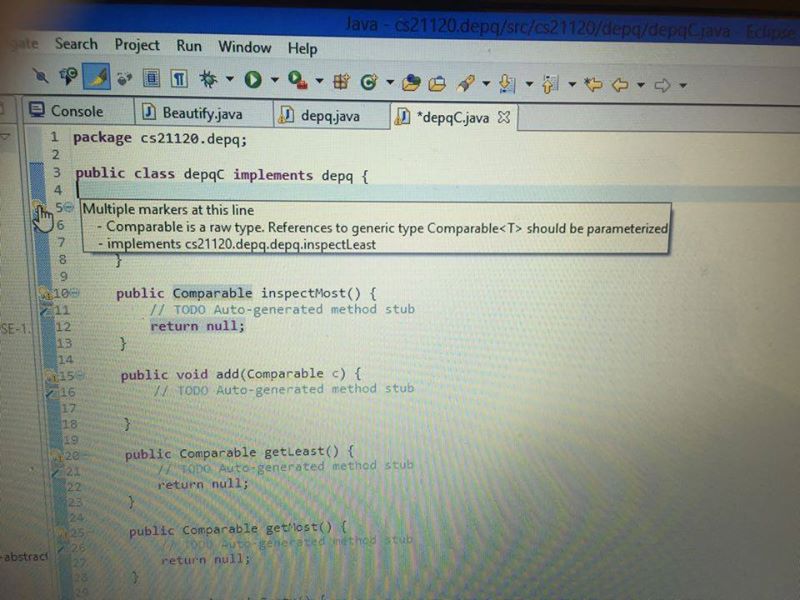 Java - cs21120.depq/src/cs21120/depq/depqC.java - Eclipse
Search Project Run Window Help
Console Beautify.java depq.java *depqC.java
1 package cs21120.depq;
2
3 public class depqC implements depq {
4
5
Multiple markers at this line
- Comparable is a raw type. References to generic type Comparable<T> should be parameterized
- implements cs21120.depq.depq.inspectLeast
6
7
8 }
9
10 public Comparable inspectMost() {
11 // TODO Auto-generated method stub
12 return null;
13 }
14
15 public void add(Comparable c) {
16 // TODO Auto-generated method stub
17
18 }
19
20 public Comparable getLeast() {
21 // TODO Auto-generated method stub
22 return null;
23 }
24
25 public Comparable getMost() {
26 // TODO Auto-generated method stub
27 return null;
28 }
29
SE-1.
-abstract